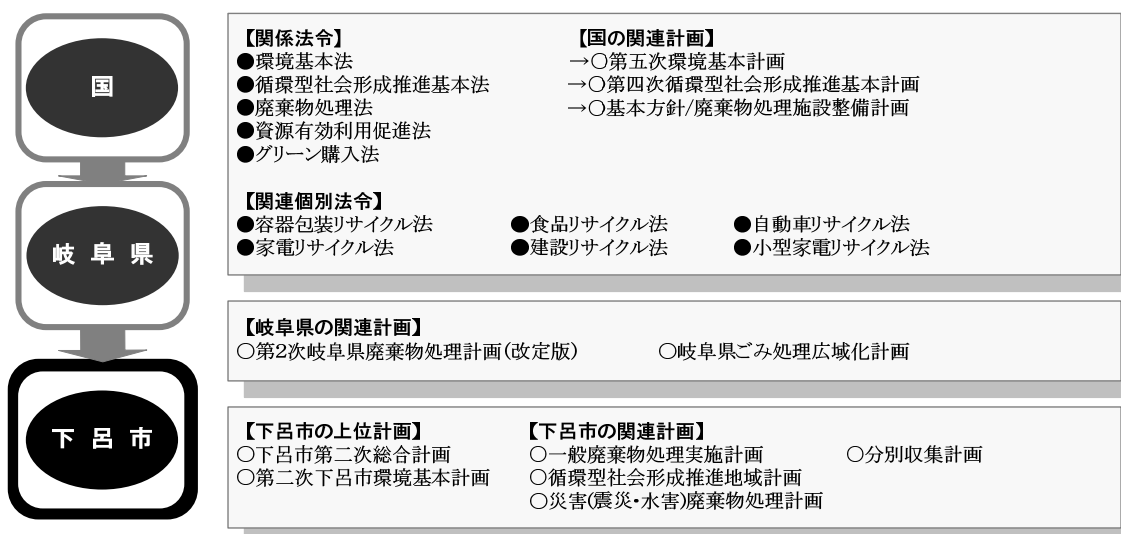 国
【関係法令】 【国の関連計画】
●環境基本法 →○第五次環境基本計画
●循環型社会形成推進基本法 →○第四次循環型社会形成推進基本計画
●廃棄物処理法 →○基本方針/廃棄物処理施設整備計画
●資源有効利用促進法
●グリーン購入法
【関連個別法令】
●容器包装リサイクル法 ●食品リサイクル法 ●自動車リサイクル法
●家電リサイクル法 ●建設リサイクル法 ●小型家電リサイクル法
岐阜県
【岐阜県の関連計画】
○第2次岐阜県廃棄物処理計画(改定版) ○岐阜県ごみ処理広域化計画
下呂市
【下呂市の上位計画】 【下呂市の関連計画】
○下呂市第二次総合計画 ○一般廃棄物処理実施計画 ○分別収集計画
○第二次下呂市環境基本計画 ○循環型社会形成推進地域計画
○災害(震災・水害)廃棄物処理計画